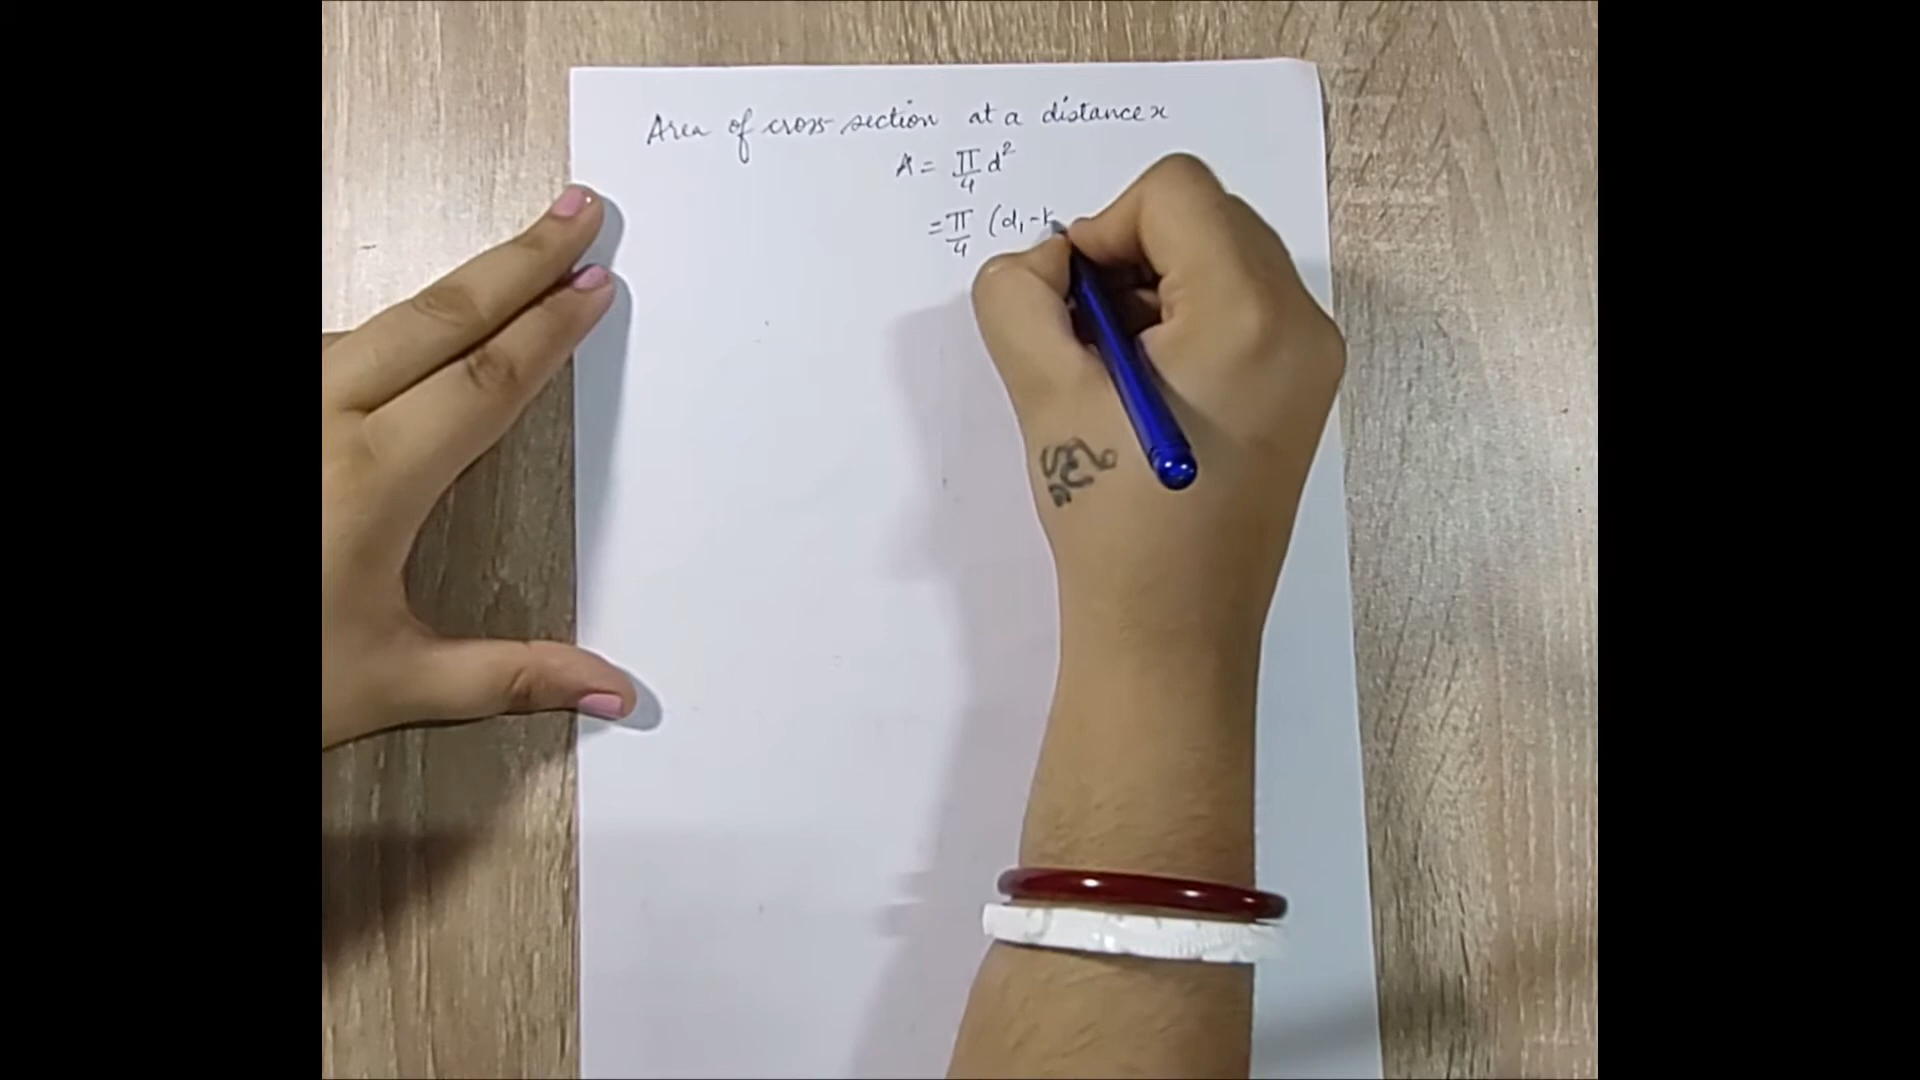 Area of cross-section at a distance x
A = π/4 d²
= π/4 (d₁-k
ॐ